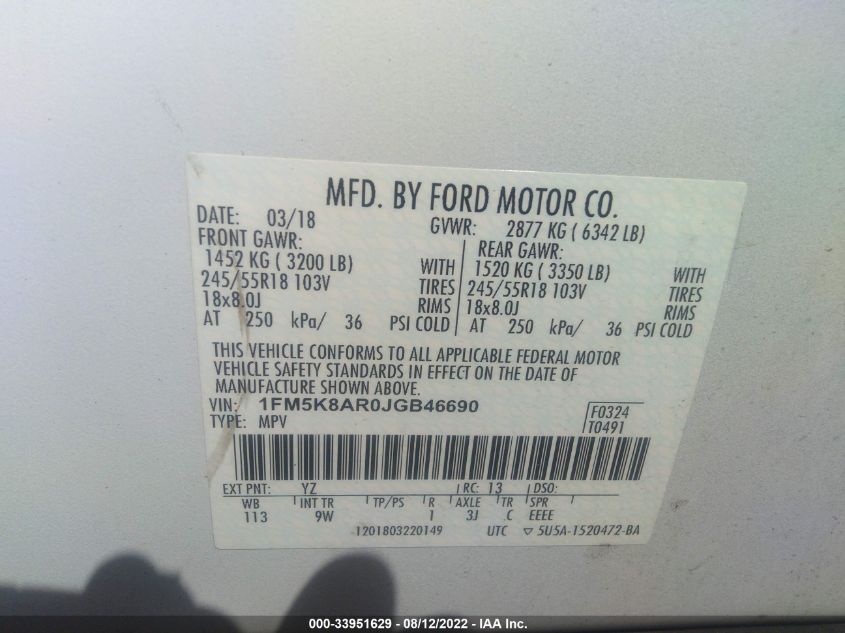 MFD. BY FORD MOTOR CO.
DATE: 03/18 GVWR: 2877 KG ( 6342 LB)
FRONT GAWR: REAR GAWR:
1452 KG ( 3200 LB) WITH 1520 KG ( 3350 LB) WITH
245/55R18 103V TIRES 245/55R18 103V TIRES
18x8.0J RIMS 18x8.0J RIMS
AT 250 kPa/ 36 PSI COLD AT 250 kPa/ 36 PSI COLD
THIS VEHICLE CONFORMS TO ALL APPLICABLE FEDERAL MOTOR
VEHICLE SAFETY STANDARDS IN EFFECT ON THE DATE OF
MANUFACTURE SHOWN ABOVE.
VIN: 1FM5K8AR0JGB46690 F0324
TYPE: MPV T0491
EXT PNT: YZ RC: 13 DSO:
WB INT TR TP/PS R AXLE TR SPR
113 9W 1 3J C EEEE
1201803220149 UTC ▽ 5U5A-1520472-BA
000-33951629 - 08/12/2022 - IAA Inc.